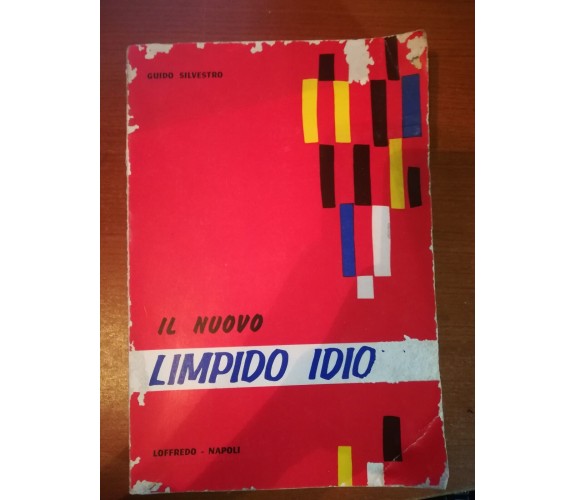 GUIDO SILVESTRO
IL NUOVO
LIMPIDO IDIO
LOFFREDO - NAPOLI